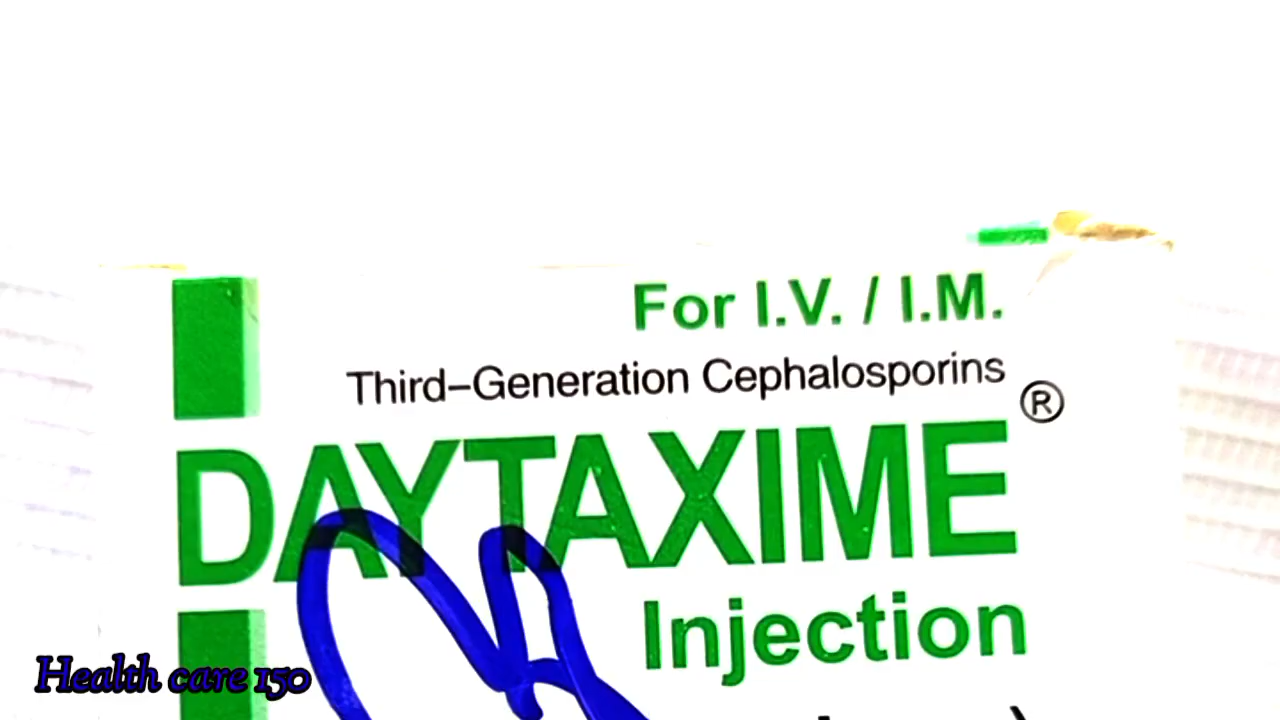 For I.V. / I.M.
Third-Generation Cephalosporins
DAYTAXIME®
Injection
Health care 150